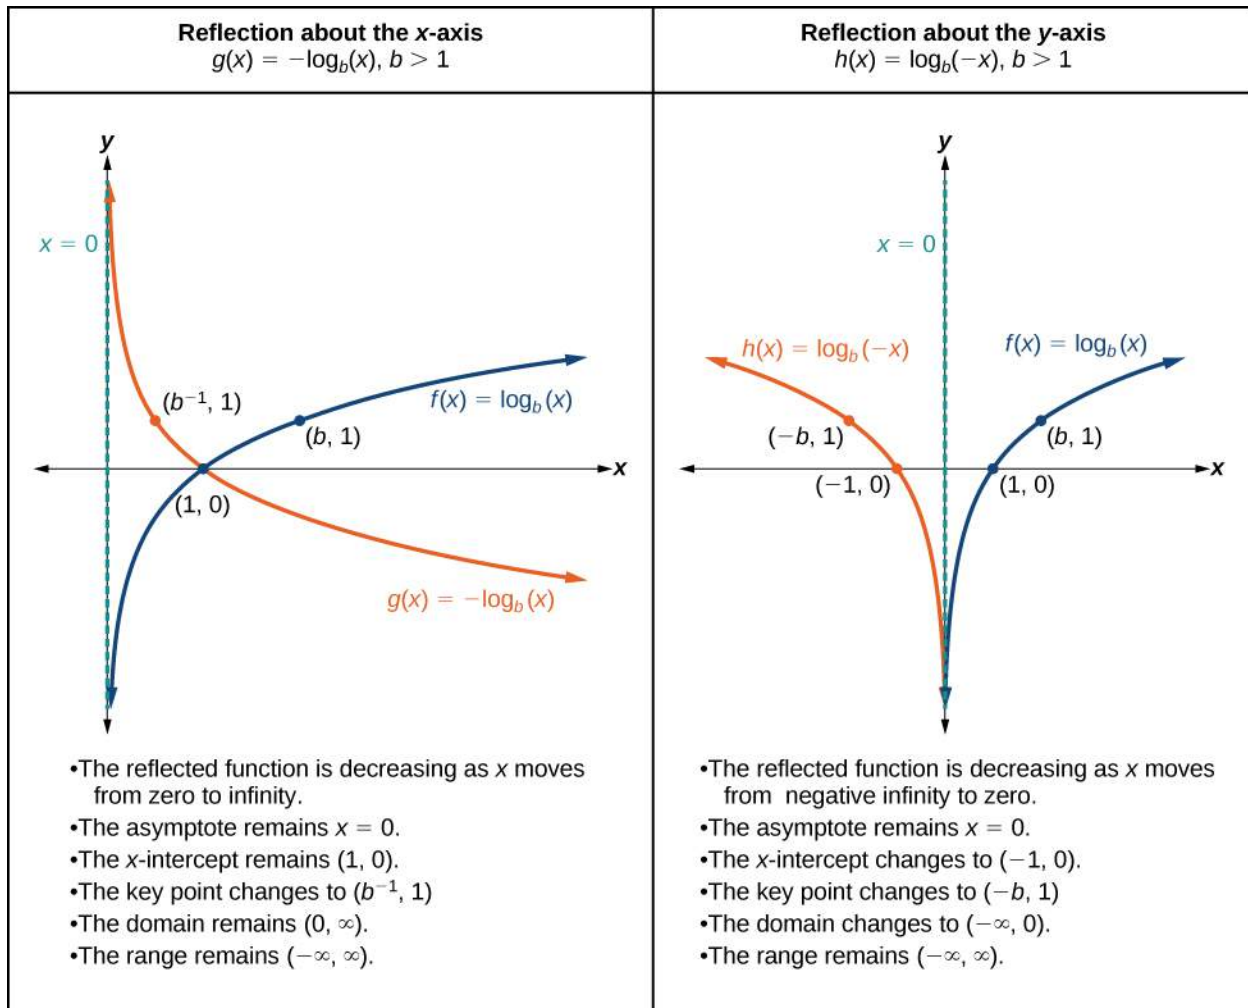 Reflection about the x-axis
g(x) = −log_b(x), b > 1
y
x = 0
(b⁻¹, 1)
f(x) = log_b(x)
(b, 1)
x
(1, 0)
g(x) = −log_b(x)
•The reflected function is decreasing as x moves
from zero to infinity.
•The asymptote remains x = 0.
•The x-intercept remains (1, 0).
•The key point changes to (b⁻¹, 1)
•The domain remains (0, ∞).
•The range remains (−∞, ∞).
Reflection about the y-axis
h(x) = log_b(−x), b > 1
y
x = 0
h(x) = log_b(−x)
f(x) = log_b(x)
(−b, 1)
(b, 1)
x
(−1, 0)
(1, 0)
•The reflected function is decreasing as x moves
from negative infinity to zero.
•The asymptote remains x = 0.
•The x-intercept changes to (−1, 0).
•The key point changes to (−b, 1)
•The domain changes to (−∞, 0).
•The range remains (−∞, ∞).